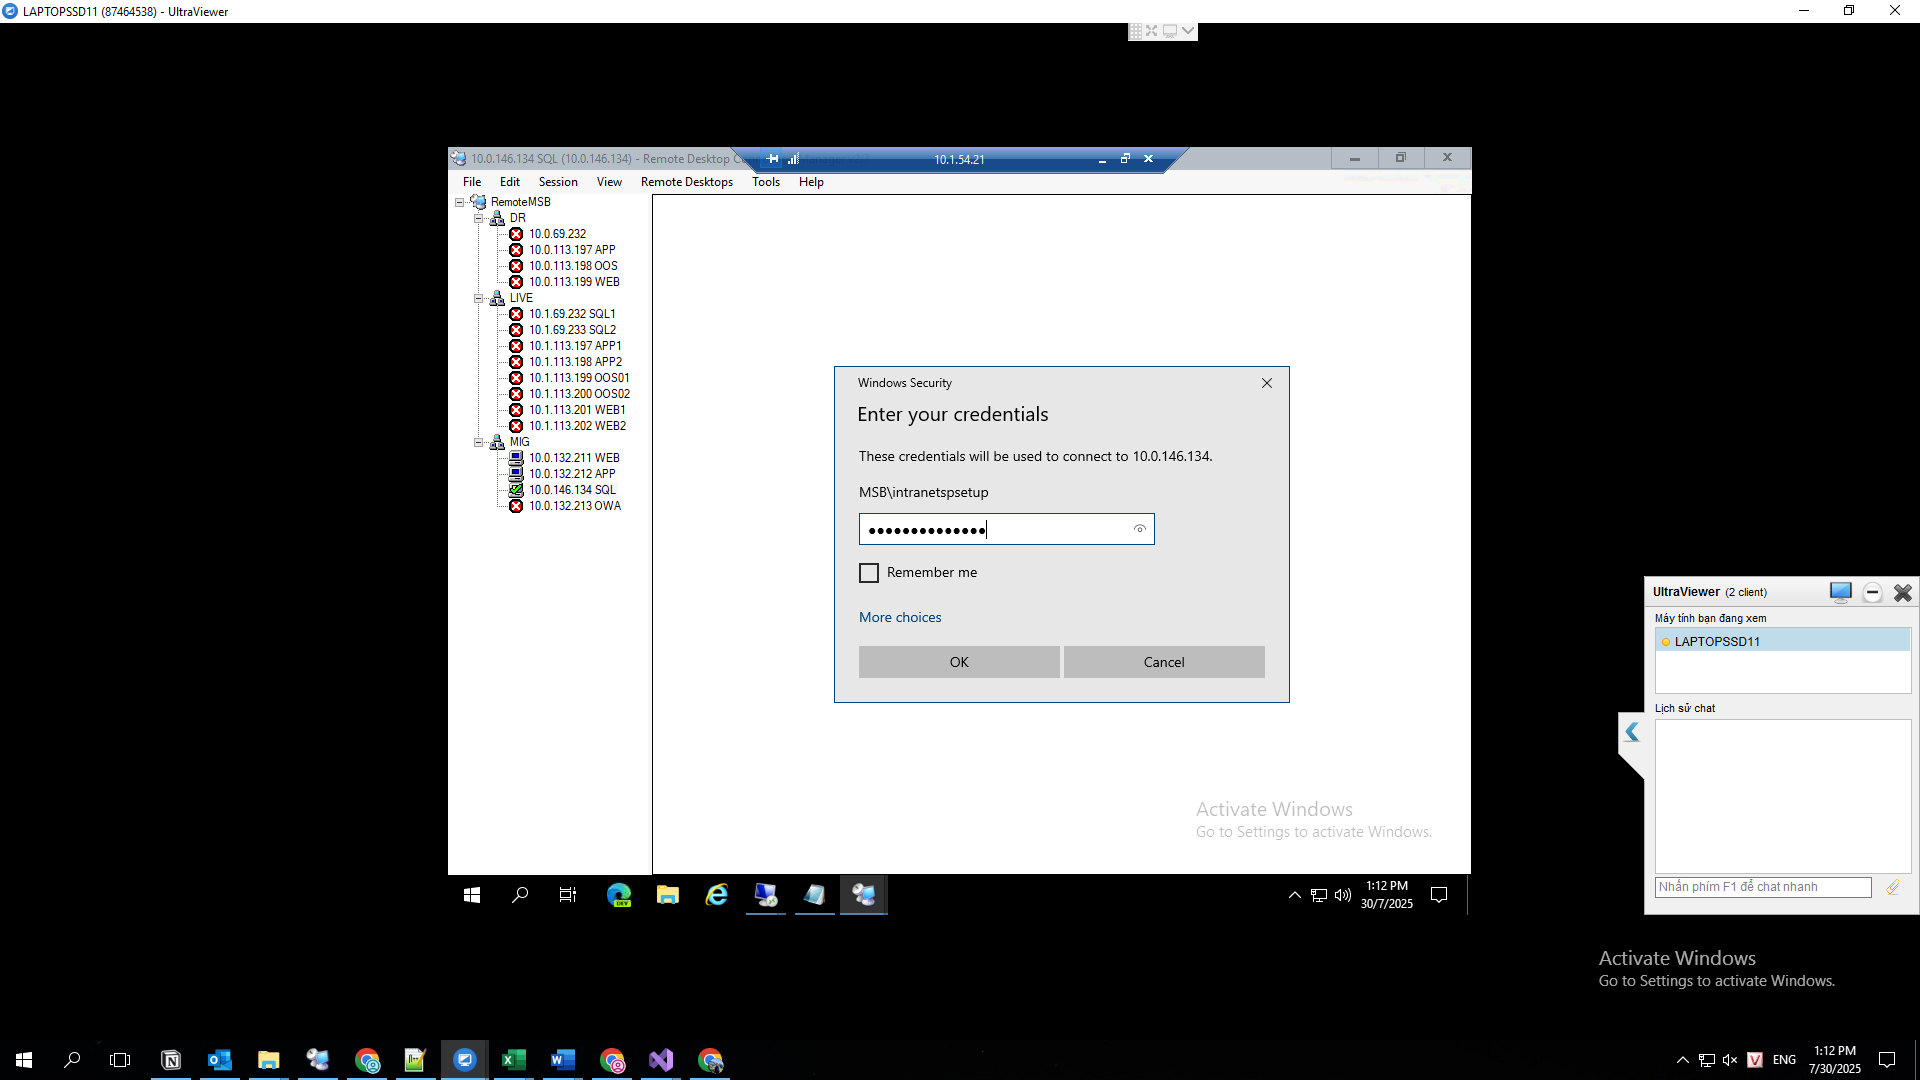 LAPTOPSSD11 (87464538) - UltraViewer
10.0.146.134 SQL (10.0.146.134) - Remote Desktop
10.1.54.21
File Edit Session View Remote Desktops Tools Help
RemoteMSB
DR
10.0.69.232
10.0.113.197 APP
10.0.113.198 OOS
10.0.113.199 WEB
LIVE
10.1.69.232 SQL1
10.1.69.233 SQL2
10.1.113.197 APP1
10.1.113.198 APP2
10.1.113.199 OOS01
10.1.113.200 OOS02
10.1.113.201 WEB1
10.1.113.202 WEB2
MIG
10.0.132.211 WEB
10.0.132.212 APP
10.0.146.134 SQL
10.0.132.213 OWA
Windows Security
Enter your credentials
These credentials will be used to connect to 10.0.146.134.
MSB\intranetspsetup
●●●●●●●●●●●●●●
Remember me
More choices
OK
Cancel
Activate Windows
Go to Settings to activate Windows.
DEV
1:12 PM
30/7/2025
UltraViewer (2 client)
Máy tính bạn đang xem
LAPTOPSSD11
Lịch sử chat
Nhấn phím F1 để chat nhanh
Activate Windows
Go to Settings to activate Windows.
ENG
1:12 PM
7/30/2025